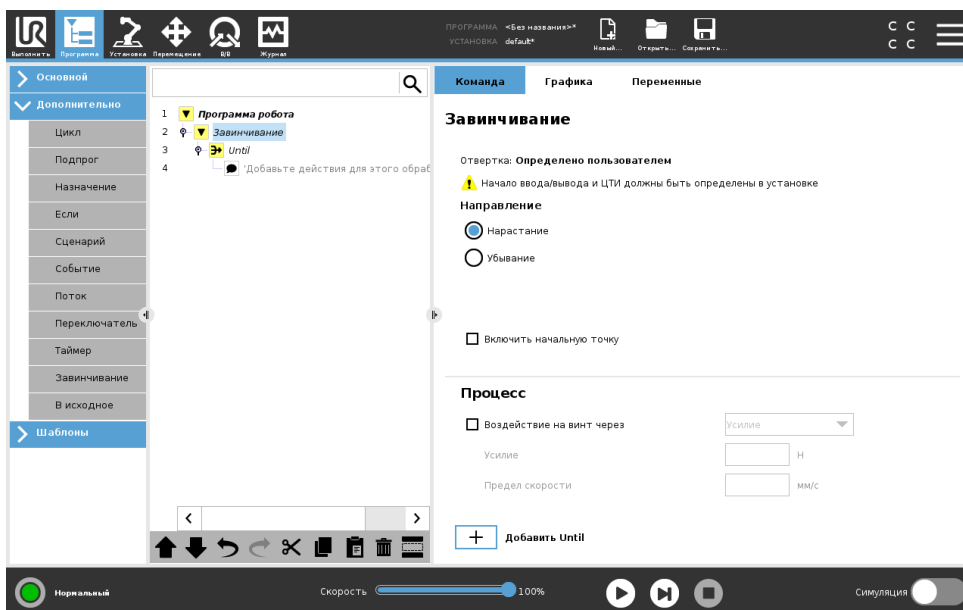 ПРОГРАММА <Без названия>*
УСТАНОВКА default*
Выполнить Программа Установка Перемещение В/В Журнал
Новый... Открыть... Сохранить...
C C
C C
Основной
Дополнительно
Цикл
Подпрог
Назначение
Если
Сценарий
Событие
Поток
Переключатель
Таймер
Завинчивание
В исходное
Шаблоны
1 Программа робота
2 Завинчивание
3 Until
4 'Добавьте действия для этого обраб
Команда Графика Переменные
Завинчивание
Отвертка: Определено пользователем
Начало ввода/вывода и ЦТИ должны быть определены в установке
Направление
Нарастание
Убывание
Включить начальную точку
Процесс
Воздействие на винт через Усилие
Усилие Н
Предел скорости мм/с
Добавить Until
Нормальный
Скорость 100%
Симуляция